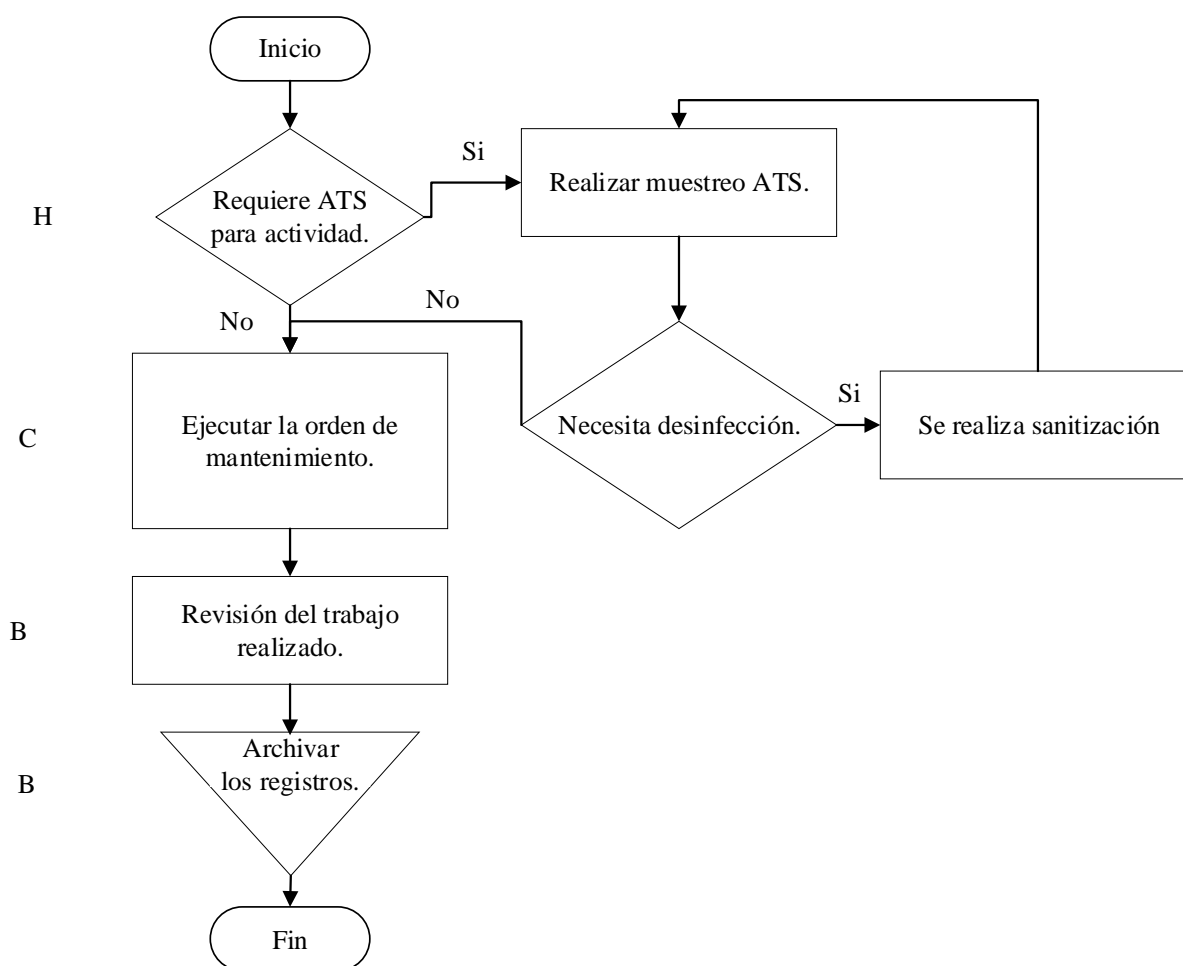 Inicio
Si
Realizar muestreo ATS.
H
Requiere ATS
para actividad.
No
No
C
Ejecutar la orden de
mantenimiento.
Necesita desinfección.
Si
Se realiza sanitización
B
Revisión del trabajo
realizado.
B
Archivar
los registros.
Fin